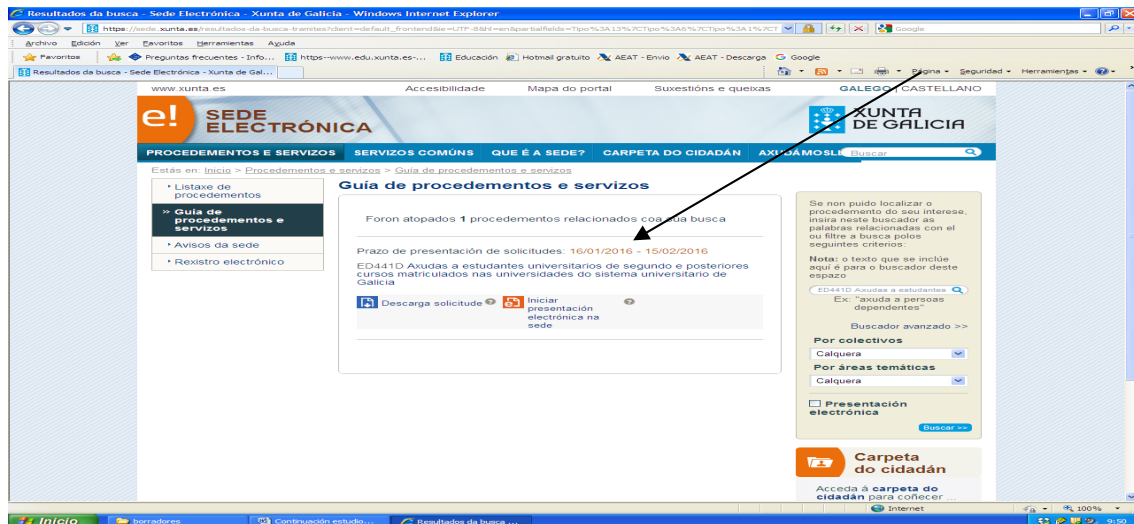 Resultados da busca - Sede Electrónica - Xunta de Galicia - Windows Internet Explorer
Google
Archivo Edición Ver Favoritos Herramientas Ayuda
Favoritos Preguntas frecuentes - Info... https--www.edu.xunta.es-... Educación Hotmail gratuito AEAT - Envio AEAT - Descarga Google
Resultados da busca - Sede Electrónica - Xunta de Gal... Página Seguridad Herramientas
www.xunta.es Accesibilidade Mapa do portal Suxestións e queixas GALEGO | CASTELLANO
e! SEDE ELECTRÓNICA
XUNTA DE GALICIA
PROCEDEMENTOS E SERVIZOS SERVIZOS COMÚNS QUE É A SEDE? CARPETA DO CIDADÁN AXUDÁMOSLL Buscar
Estás en: Inicio > Procedementos e servizos > Guía de procedementos e servizos
Listaxe de
procedementos
» Guía de
procedementos e
servizos
Avisos da sede
Rexistro electrónico
Guía de procedementos e servizos
Foron atopados 1 procedementos relacionados coa súa busca
Prazo de presentación de solicitudes: 16/01/2016 - 15/02/2016
ED441D Axudas a estudantes universitarios de segundo e posteriores
cursos matriculados nas universidades do sistema universitario de
Galicia
Descarga solicitude
Iniciar
presentación
electrónica na
sede
Se non puido localizar o
procedemento do seu interese,
insira neste buscador as
palabras relacionadas con el
ou filtre a busca polos
seguintes criterios:
Nota: o texto que se inclúe
aquí é para o buscador deste
espazo
ED441D Axudas a estudantes
Ex: "axuda a persoas
dependentes"
Buscador avanzado >>
Por colectivos
Calquera
Por áreas temáticas
Calquera
Presentación
electrónica
Buscar >>
Carpeta
do cidadán
Acceda á carpeta do
cidadán para coñecer ...
Internet 100%
Inicio borradores Continuación estudio... Resultados da busca ... 9:50